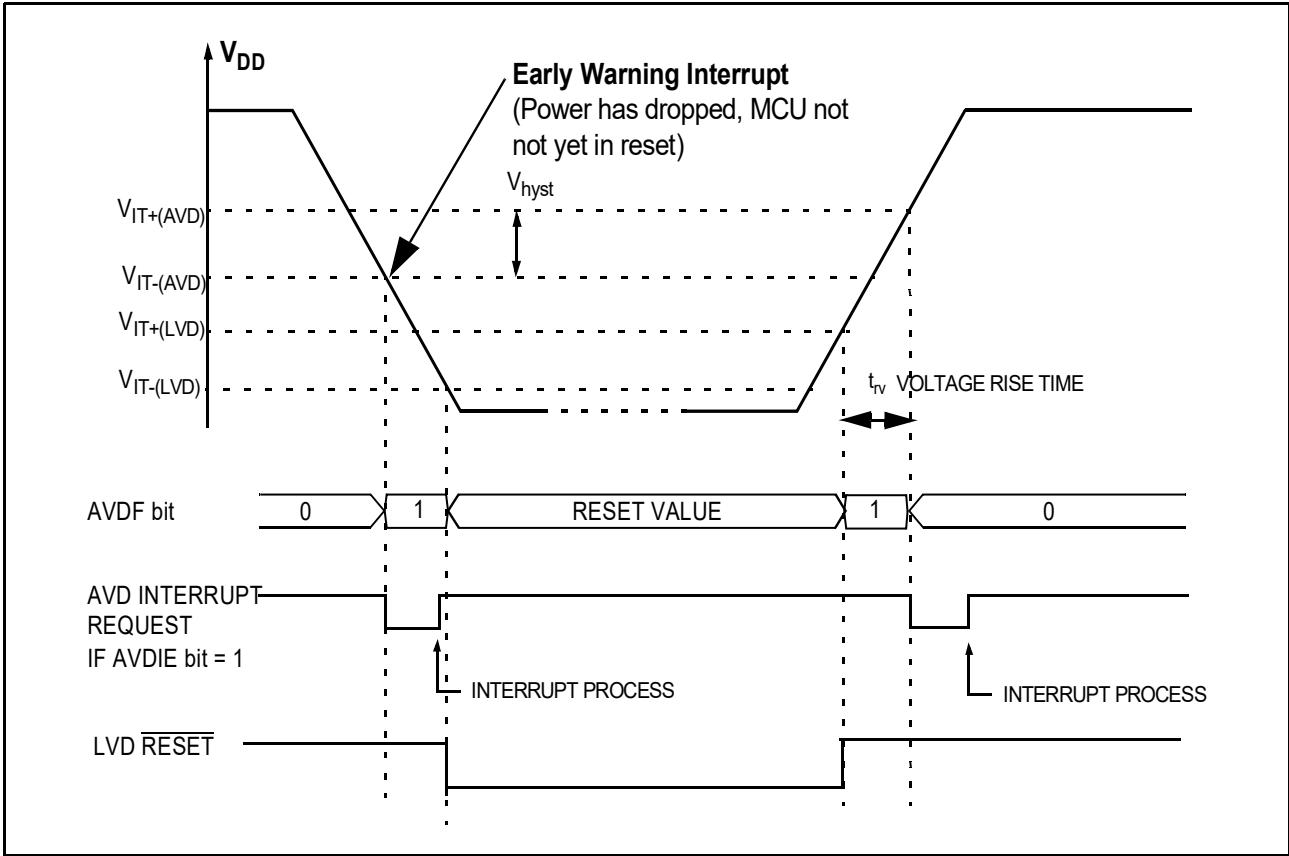 VDD
Early Warning Interrupt
(Power has dropped, MCU not
not yet in reset)
Vhyst
VIT+(AVD)
VIT-(AVD)
VIT+(LVD)
VIT-(LVD)
trv VOLTAGE RISE TIME
AVDF bit
0
1
RESET VALUE
1
0
AVD INTERRUPT
REQUEST
IF AVDIE bit = 1
INTERRUPT PROCESS
INTERRUPT PROCESS
LVD RESET